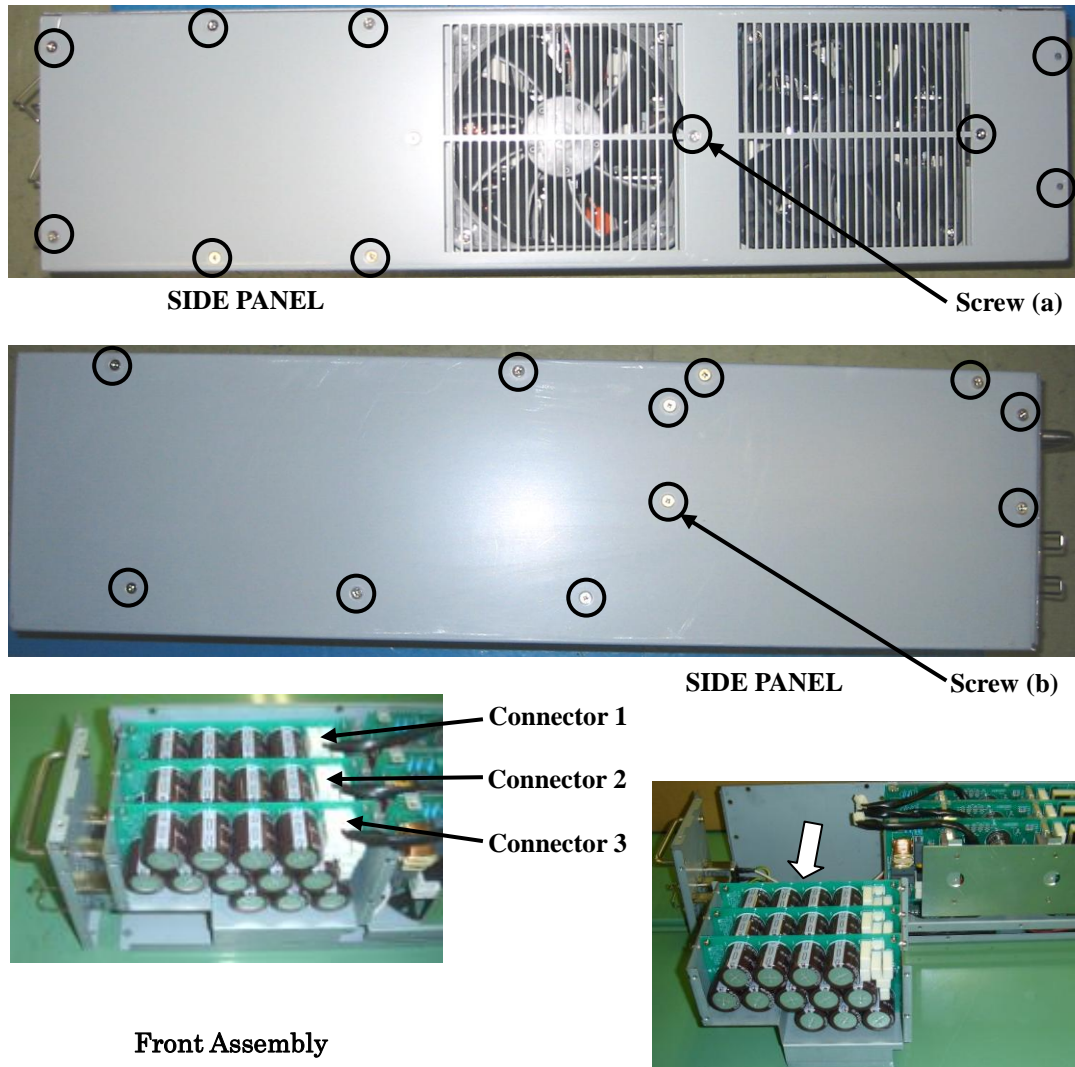 SIDE PANEL
Screw (a)
SIDE PANEL
Screw (b)
Connector 1
Connector 2
Connector 3
Front Assembly